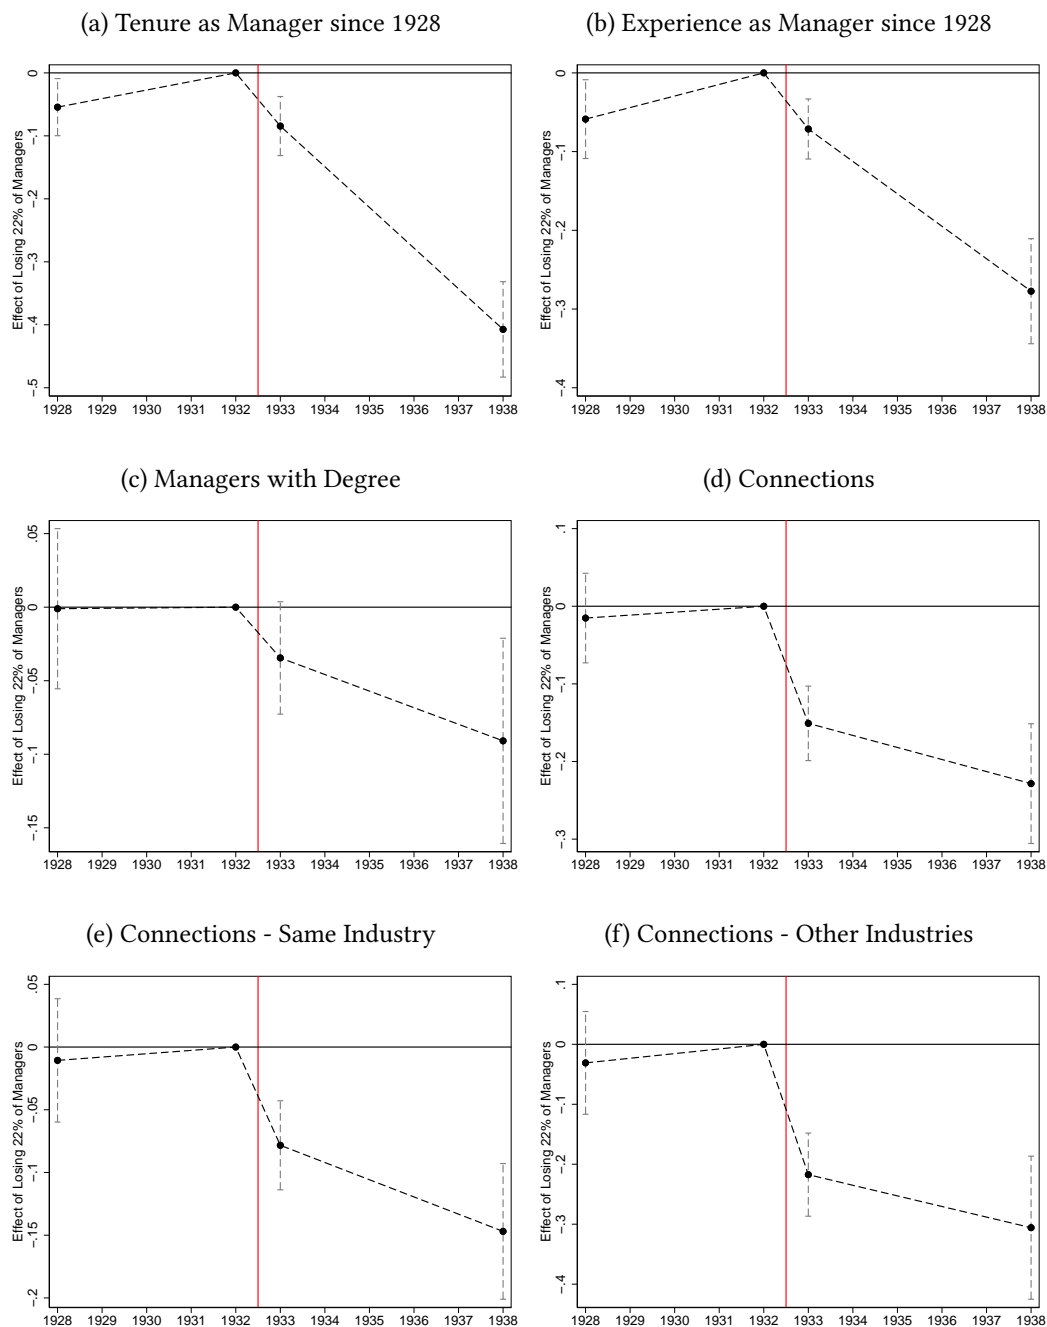 (a) Tenure as Manager since 1928
(b) Experience as Manager since 1928
Effect of Losing 22% of Managers
0
-.1
-.2
-.3
-.4
-.5
1928 1929 1930 1931 1932 1933 1934 1935 1936 1937 1938
Effect of Losing 22% of Managers
0
-.1
-.2
-.3
-.4
1928 1929 1930 1931 1932 1933 1934 1935 1936 1937 1938
(c) Managers with Degree
(d) Connections
Effect of Losing 22% of Managers
.05
0
-.05
-.1
-.15
1928 1929 1930 1931 1932 1933 1934 1935 1936 1937 1938
Effect of Losing 22% of Managers
.1
0
-.1
-.2
-.3
1928 1929 1930 1931 1932 1933 1934 1935 1936 1937 1938
(e) Connections - Same Industry
(f) Connections - Other Industries
Effect of Losing 22% of Managers
.05
0
-.05
-.1
-.15
-.2
1928 1929 1930 1931 1932 1933 1934 1935 1936 1937 1938
Effect of Losing 22% of Managers
.1
0
-.1
-.2
-.3
-.4
1928 1929 1930 1931 1932 1933 1934 1935 1936 1937 1938